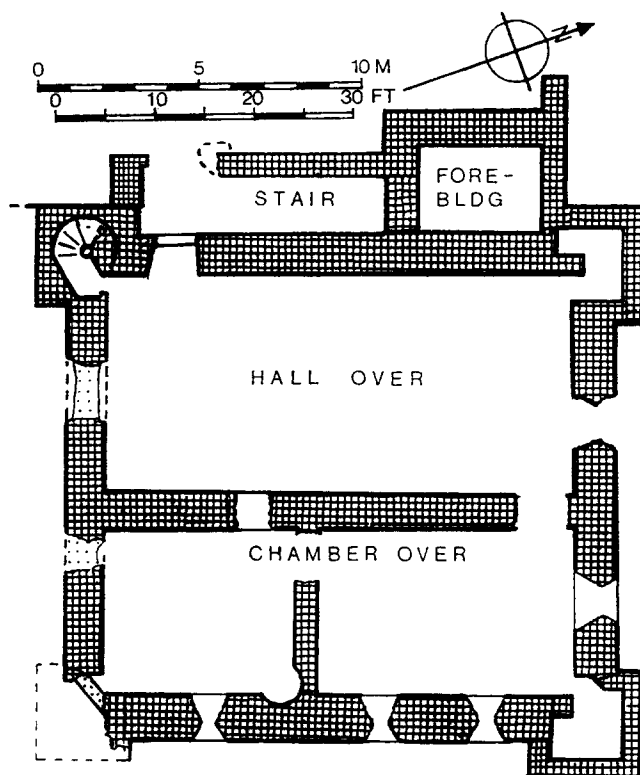 N
0 5 10 M
0 10 20 30 FT
STAIR
FORE-
BLDG
HALL OVER
CHAMBER OVER